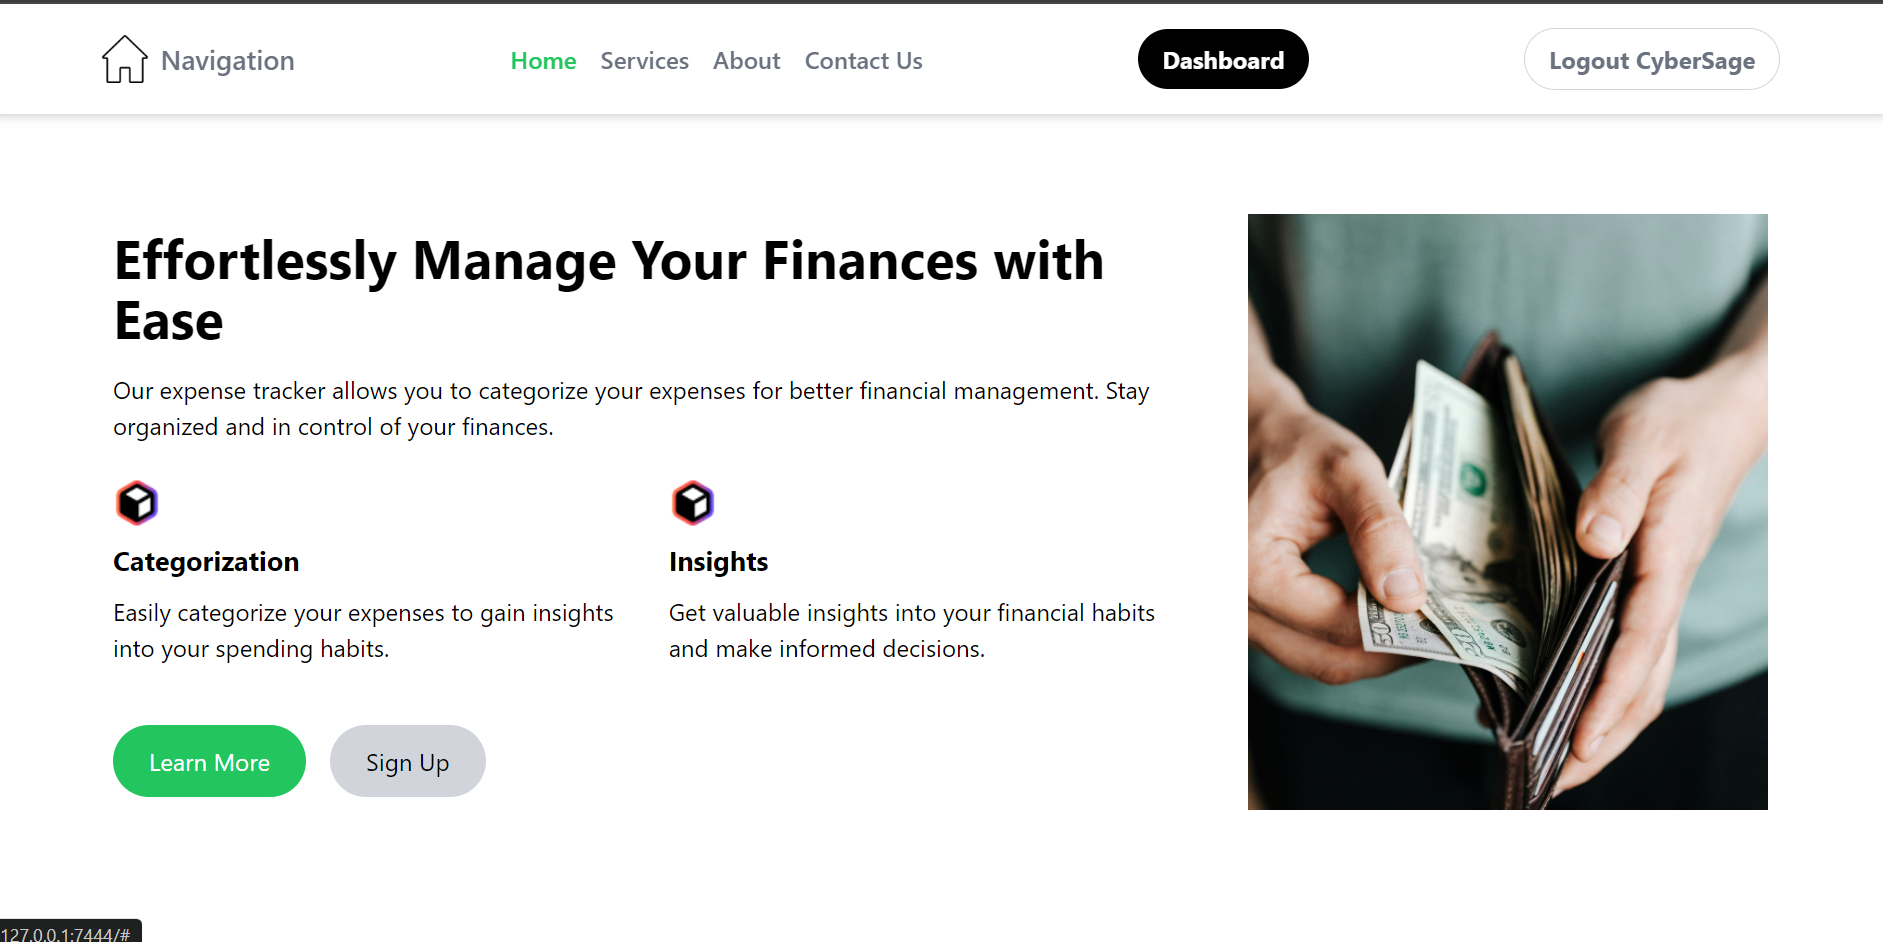 Navigation
Home Services About Contact Us
Dashboard
Logout CyberSage
Effortlessly Manage Your Finances with
Ease
Our expense tracker allows you to categorize your expenses for better financial management. Stay
organized and in control of your finances.
Categorization
Easily categorize your expenses to gain insights
into your spending habits.
Insights
Get valuable insights into your financial habits
and make informed decisions.
Learn More
Sign Up
50
127.0.0.1:7444/#